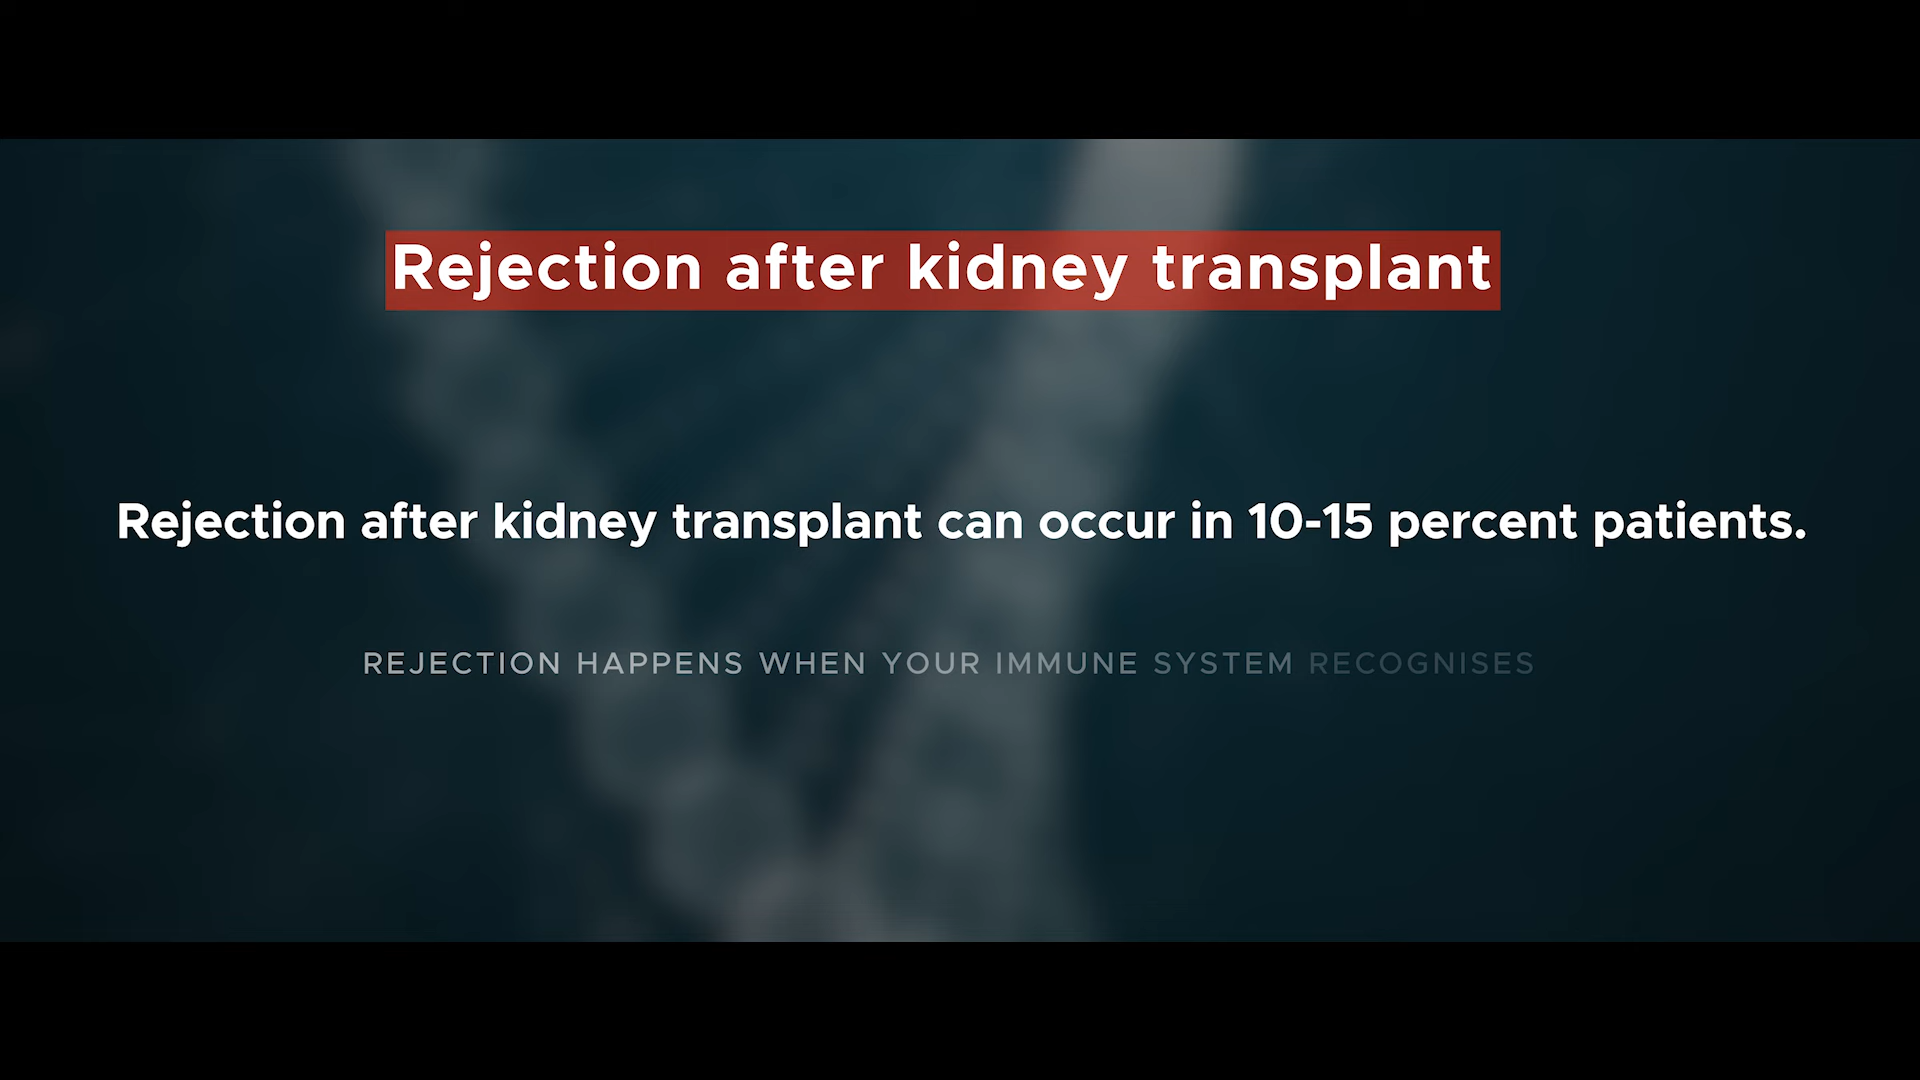 Rejection after kidney transplant
Rejection after kidney transplant can occur in 10-15 percent patients.
REJECTION HAPPENS WHEN YOUR IMMUNE SYSTEM RECOGNISES